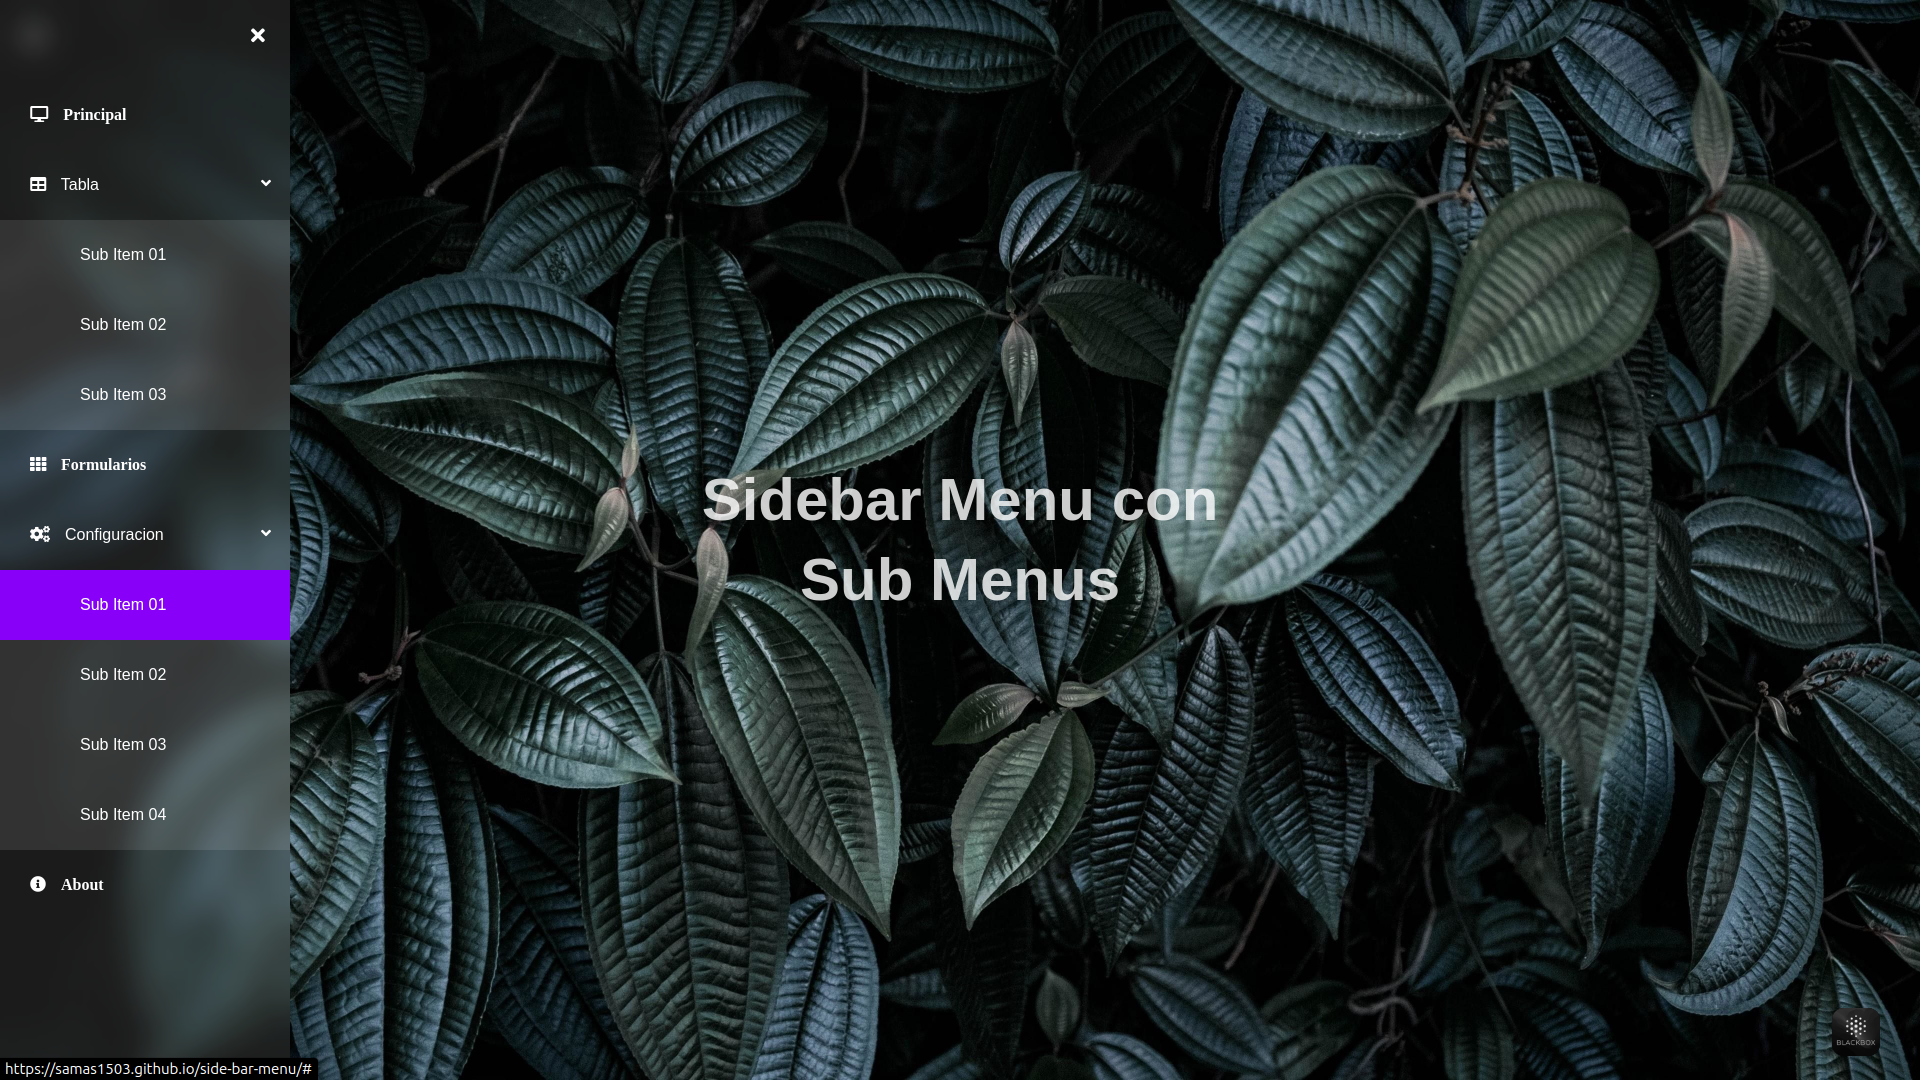 Principal
Tabla
Sub Item 01
Sub Item 02
Sub Item 03
Formularios
Configuracion
Sub Item 01
Sub Item 02
Sub Item 03
Sub Item 04
About
Sidebar Menu con
Sub Menus
BLACKBOX
https://samas1503.github.io/side-bar-menu/#